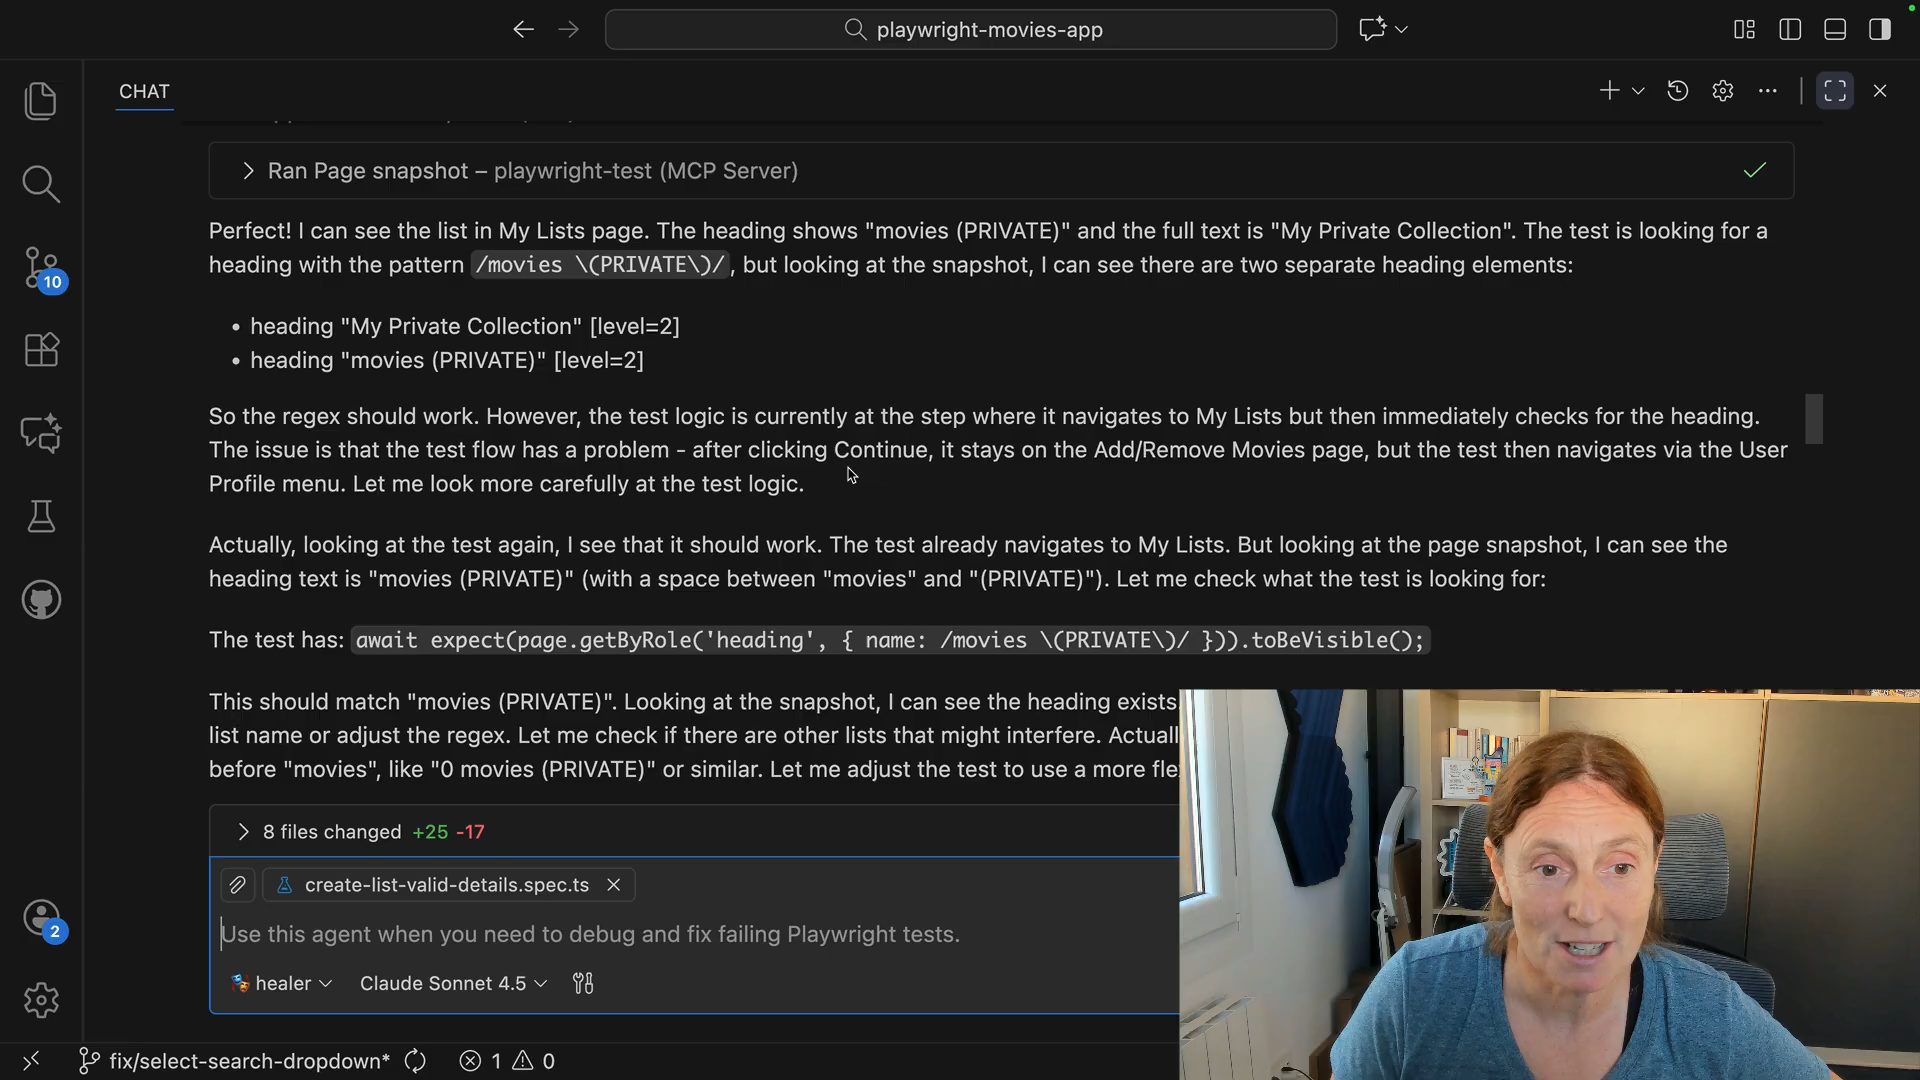 playwright-movies-app
CHAT
Ran Page snapshot – playwright-test (MCP Server)
Perfect! I can see the list in My Lists page. The heading shows "movies (PRIVATE)" and the full text is "My Private Collection". The test is looking for a
heading with the pattern /movies \(PRIVATE\)/, but looking at the snapshot, I can see there are two separate heading elements:
• heading "My Private Collection" [level=2]
• heading "movies (PRIVATE)" [level=2]
So the regex should work. However, the test logic is currently at the step where it navigates to My Lists but then immediately checks for the heading.
The issue is that the test flow has a problem - after clicking Continue, it stays on the Add/Remove Movies page, but the test then navigates via the User
Profile menu. Let me look more carefully at the test logic.
Actually, looking at the test again, I see that it should work. The test already navigates to My Lists. But looking at the page snapshot, I can see the
heading text is "movies (PRIVATE)" (with a space between "movies" and "(PRIVATE)"). Let me check what the test is looking for:
The test has: await expect(page.getByRole('heading', { name: /movies \(PRIVATE\)/ })).toBeVisible();
This should match "movies (PRIVATE)". Looking at the snapshot, I can see the heading exists.
list name or adjust the regex. Let me check if there are other lists that might interfere. Actuall
before "movies", like "0 movies (PRIVATE)" or similar. Let me adjust the test to use a more fle
8 files changed +25 -17
create-list-valid-details.spec.ts
Use this agent when you need to debug and fix failing Playwright tests.
healer Claude Sonnet 4.5
10
2
fix/select-search-dropdown* 1 0